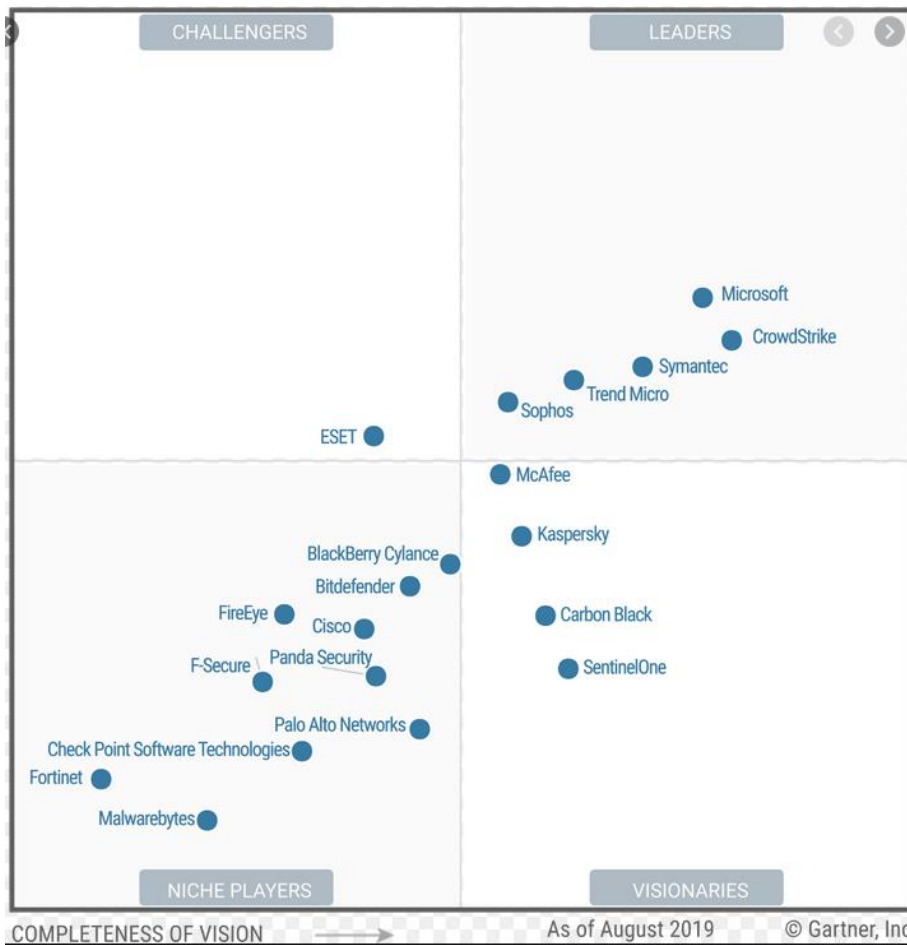 CHALLENGERS
LEADERS
Microsoft
CrowdStrike
Symantec
Trend Micro
Sophos
ESET
McAfee
Kaspersky
BlackBerry Cylance
Bitdefender
FireEye
Cisco
Carbon Black
Panda Security
F-Secure
SentinelOne
Palo Alto Networks
Check Point Software Technologies
Fortinet
Malwarebytes
NICHE PLAYERS
VISIONARIES
COMPLETENESS OF VISION
As of August 2019
© Gartner, Inc